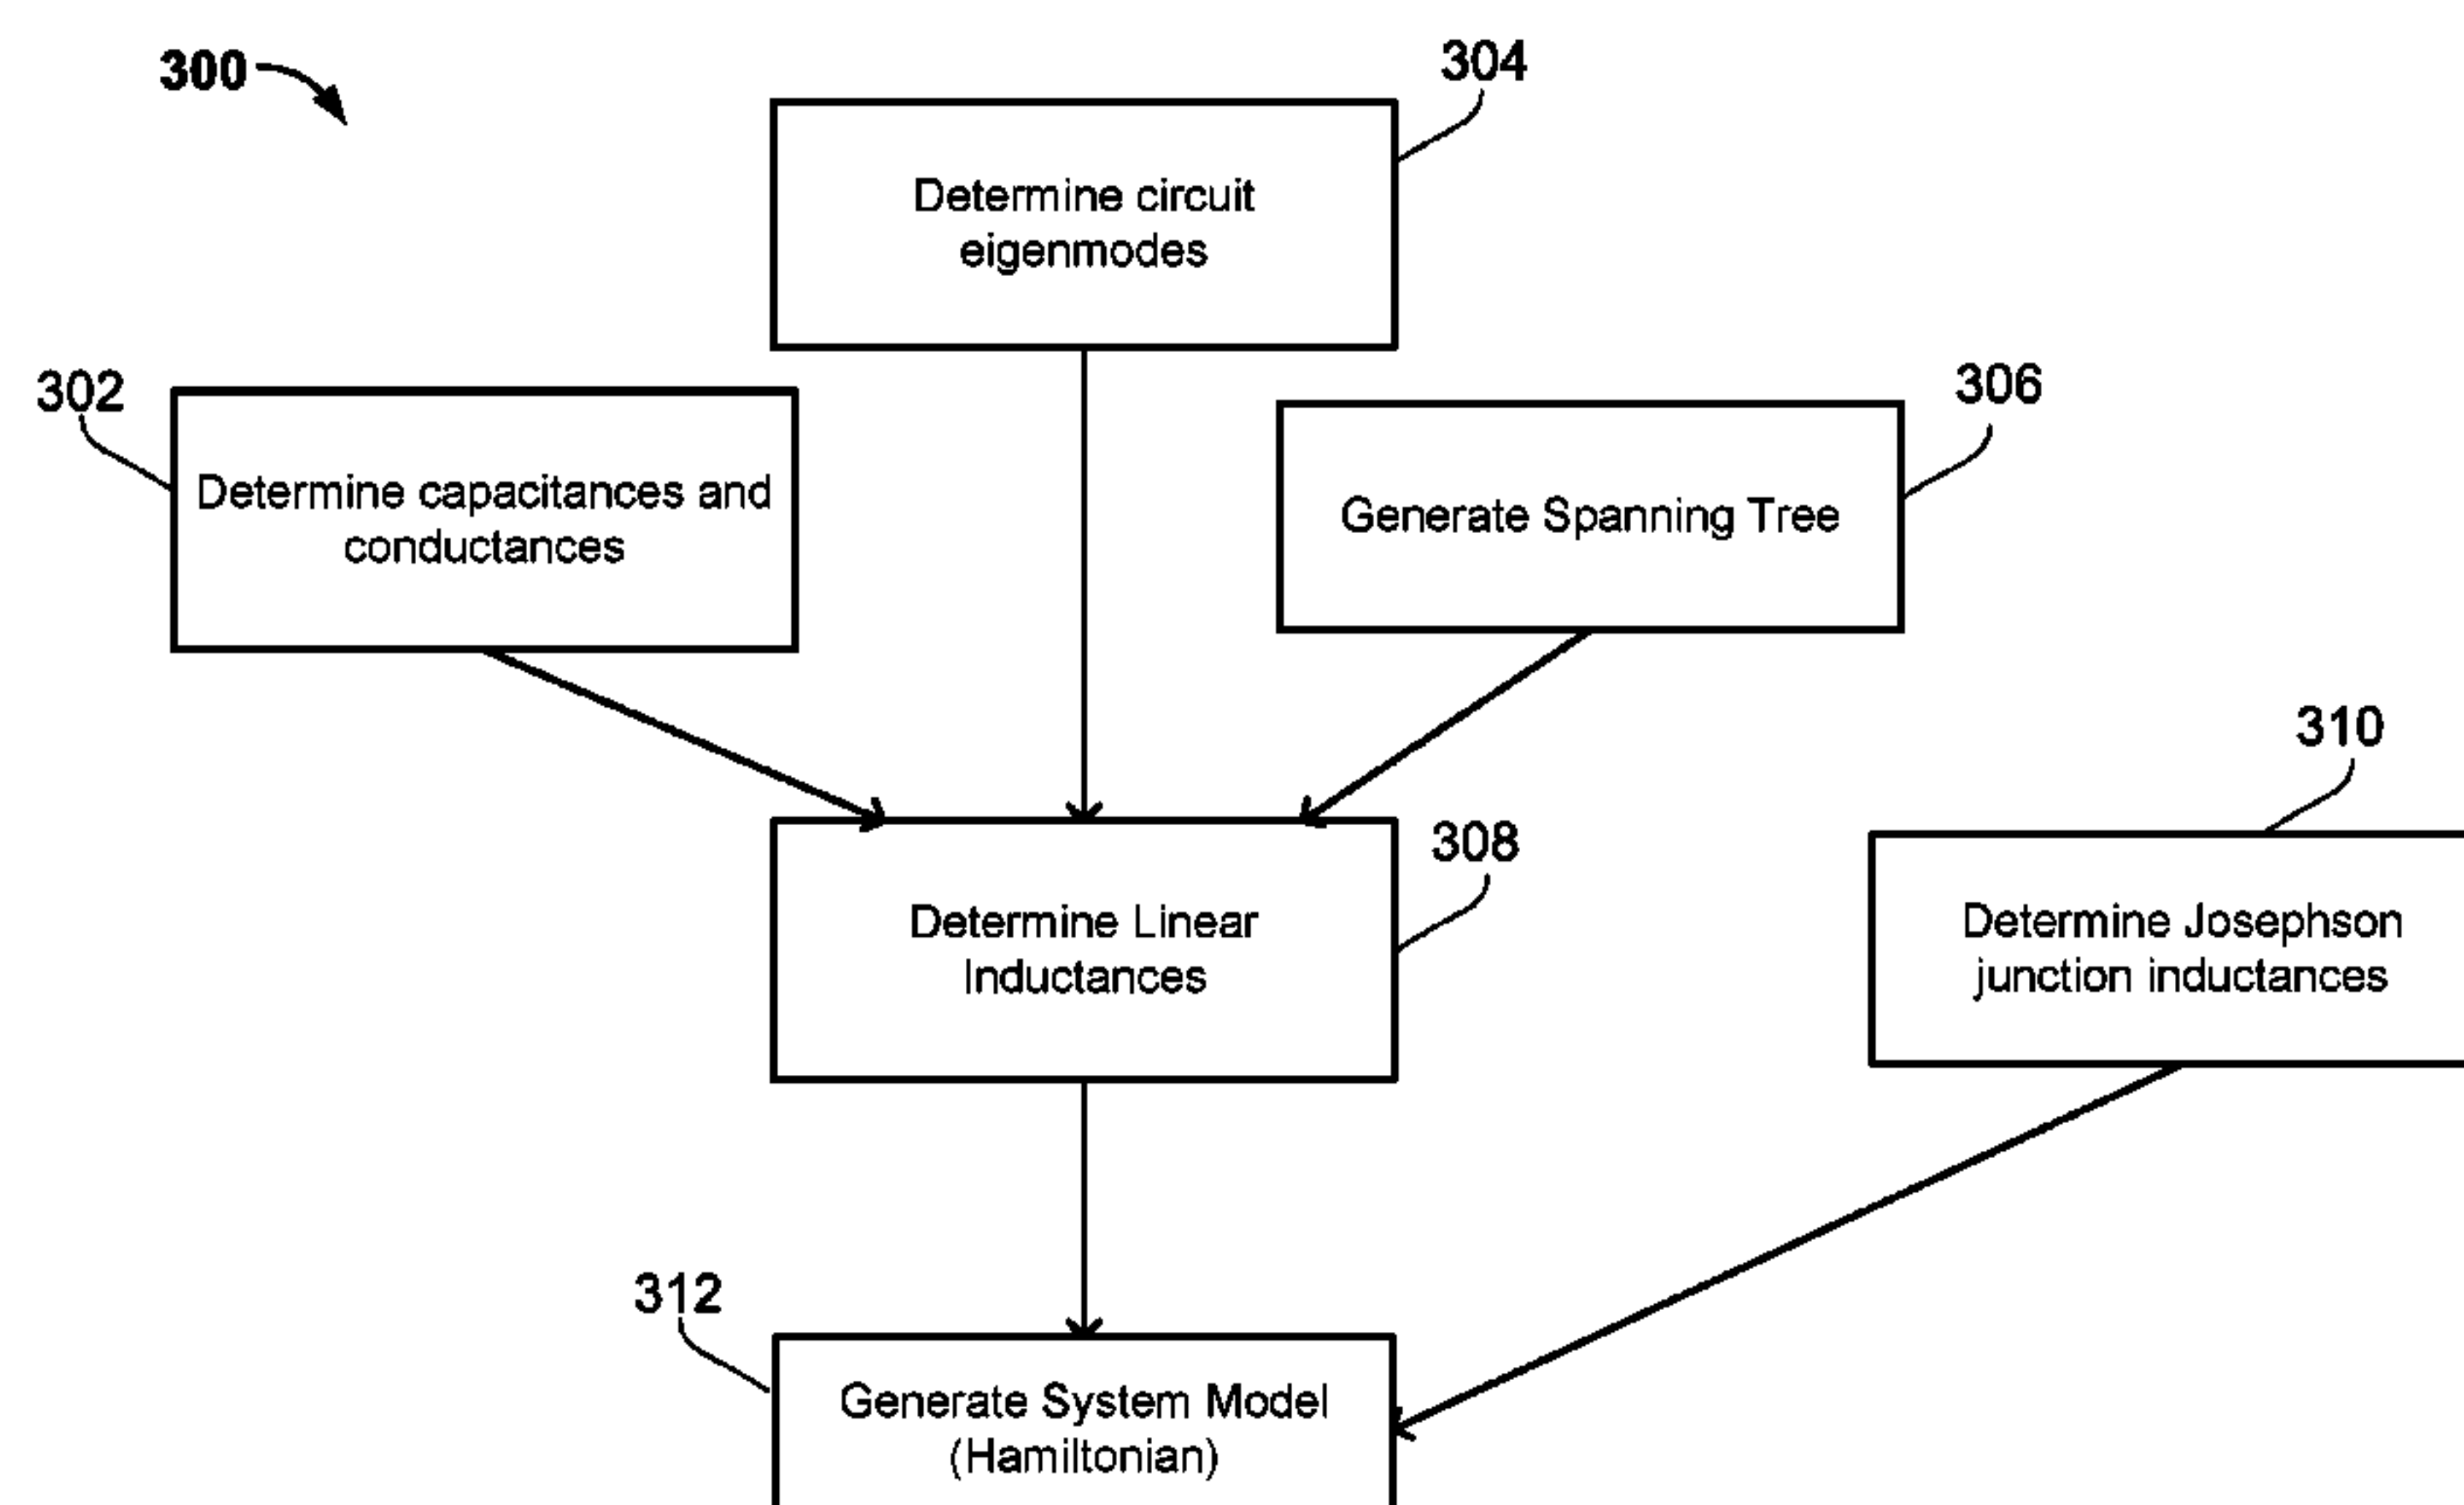 300
304
Determine circuit
eigenmodes
302
306
Determine capacitances and
conductances
Generate Spanning Tree
310
308
Determine Linear
Inductances
Determine Josephson
junction inductances
312
Generate System Model
(Hamiltonian)